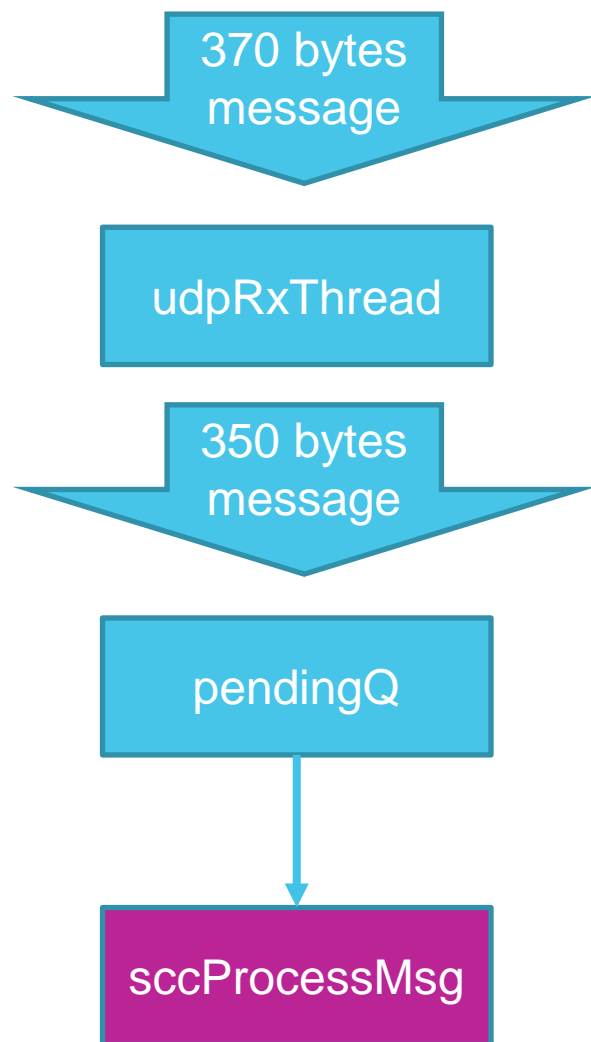 370 bytes
message
udpRxThread
350 bytes
message
pendingQ
sccProcessMsg